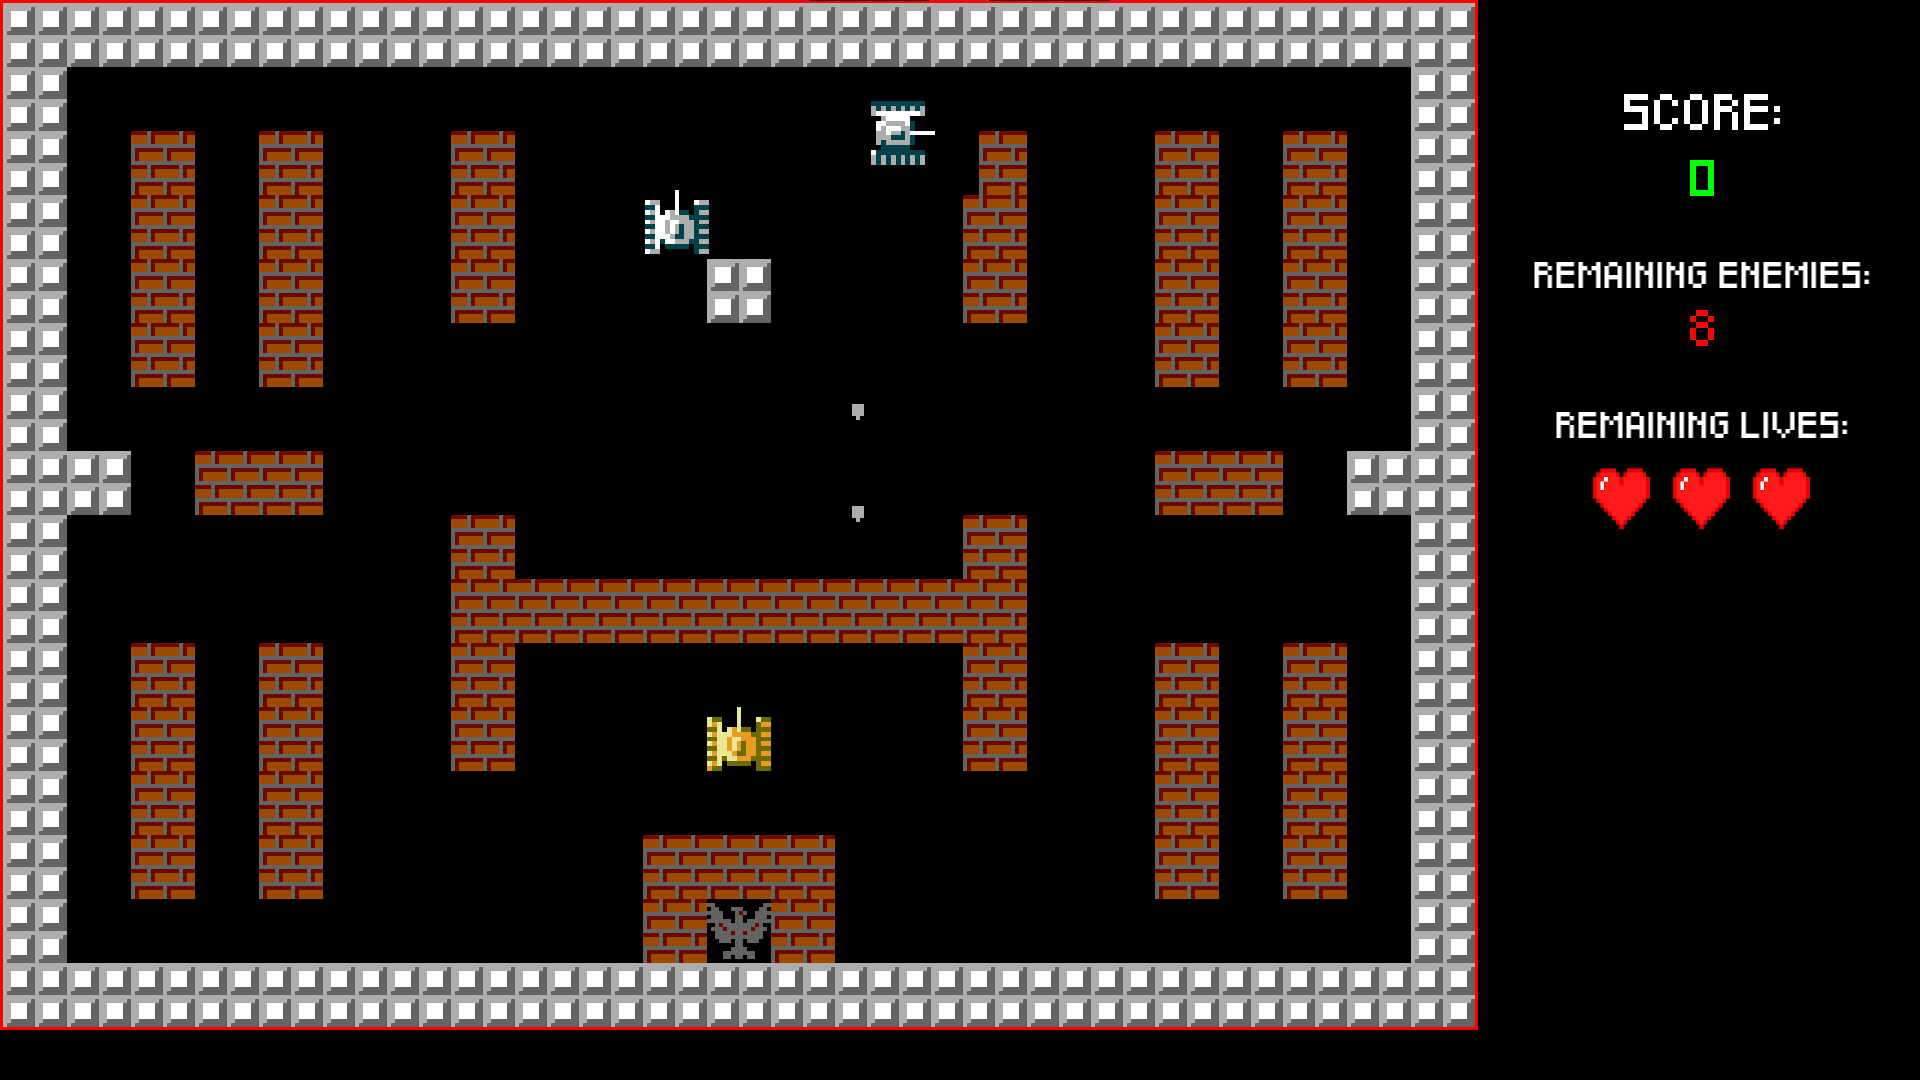 SCORE:
0
REMAINING ENEMIES:
8
REMAINING LIVES: